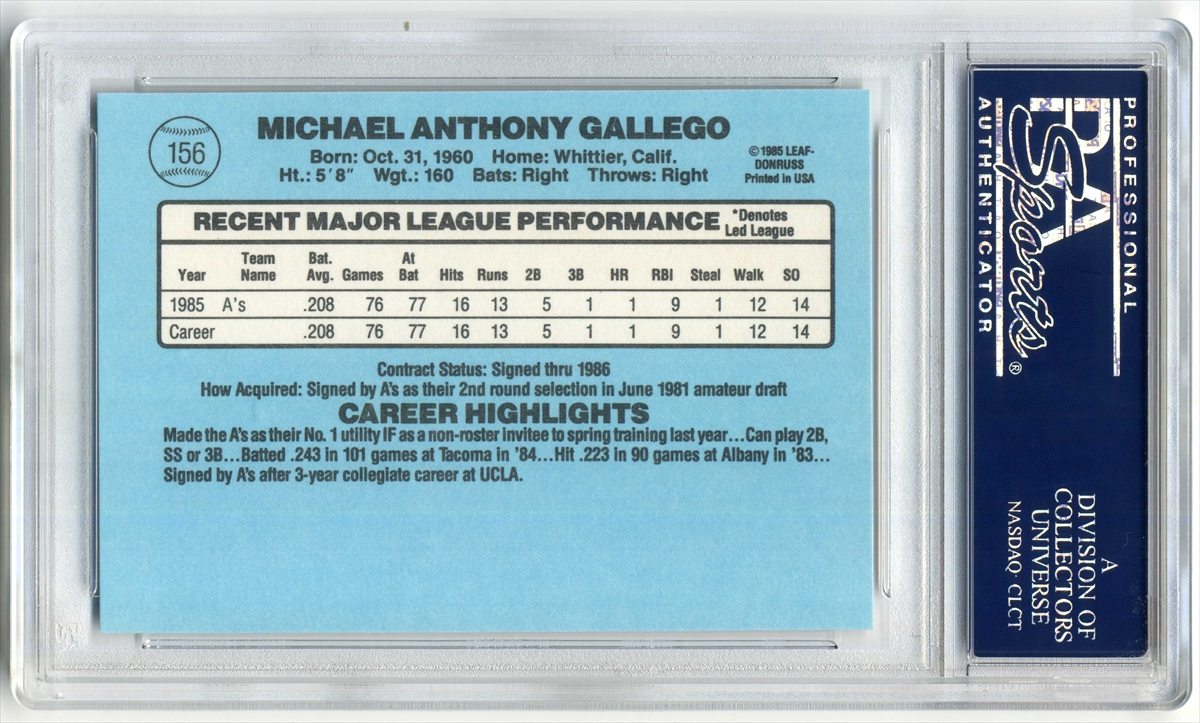 156
MICHAEL ANTHONY GALLEGO
Born: Oct. 31, 1960 Home: Whittier, Calif.
Ht.: 5'8" Wgt.: 160 Bats: Right Throws: Right
©1985 LEAF-
DONRUSS
Printed in USA
RECENT MAJOR LEAGUE PERFORMANCE
*Denotes
Led League
Year Team Name Bat. Avg. Games At Bat Hits Runs 2B 3B HR RBI Steal Walk SO
1985 A's .208 76 77 16 13 5 1 1 9 1 12 14
Career .208 76 77 16 13 5 1 1 9 1 12 14
Contract Status: Signed thru 1986
How Acquired: Signed by A's as their 2nd round selection in June 1981 amateur draft
CAREER HIGHLIGHTS
Made the A's as their No. 1 utility IF as a non-roster invitee to spring training last year...Can play 2B,
SS or 3B...Batted .243 in 101 games at Tacoma in '84...Hit .223 in 90 games at Albany in '83...
Signed by A's after 3-year collegiate career at UCLA.
PROFESSIONAL
PSA
Sports®
AUTHENTICATOR
A
DIVISION OF
COLLECTORS
UNIVERSE
NASDAQ: CLCT